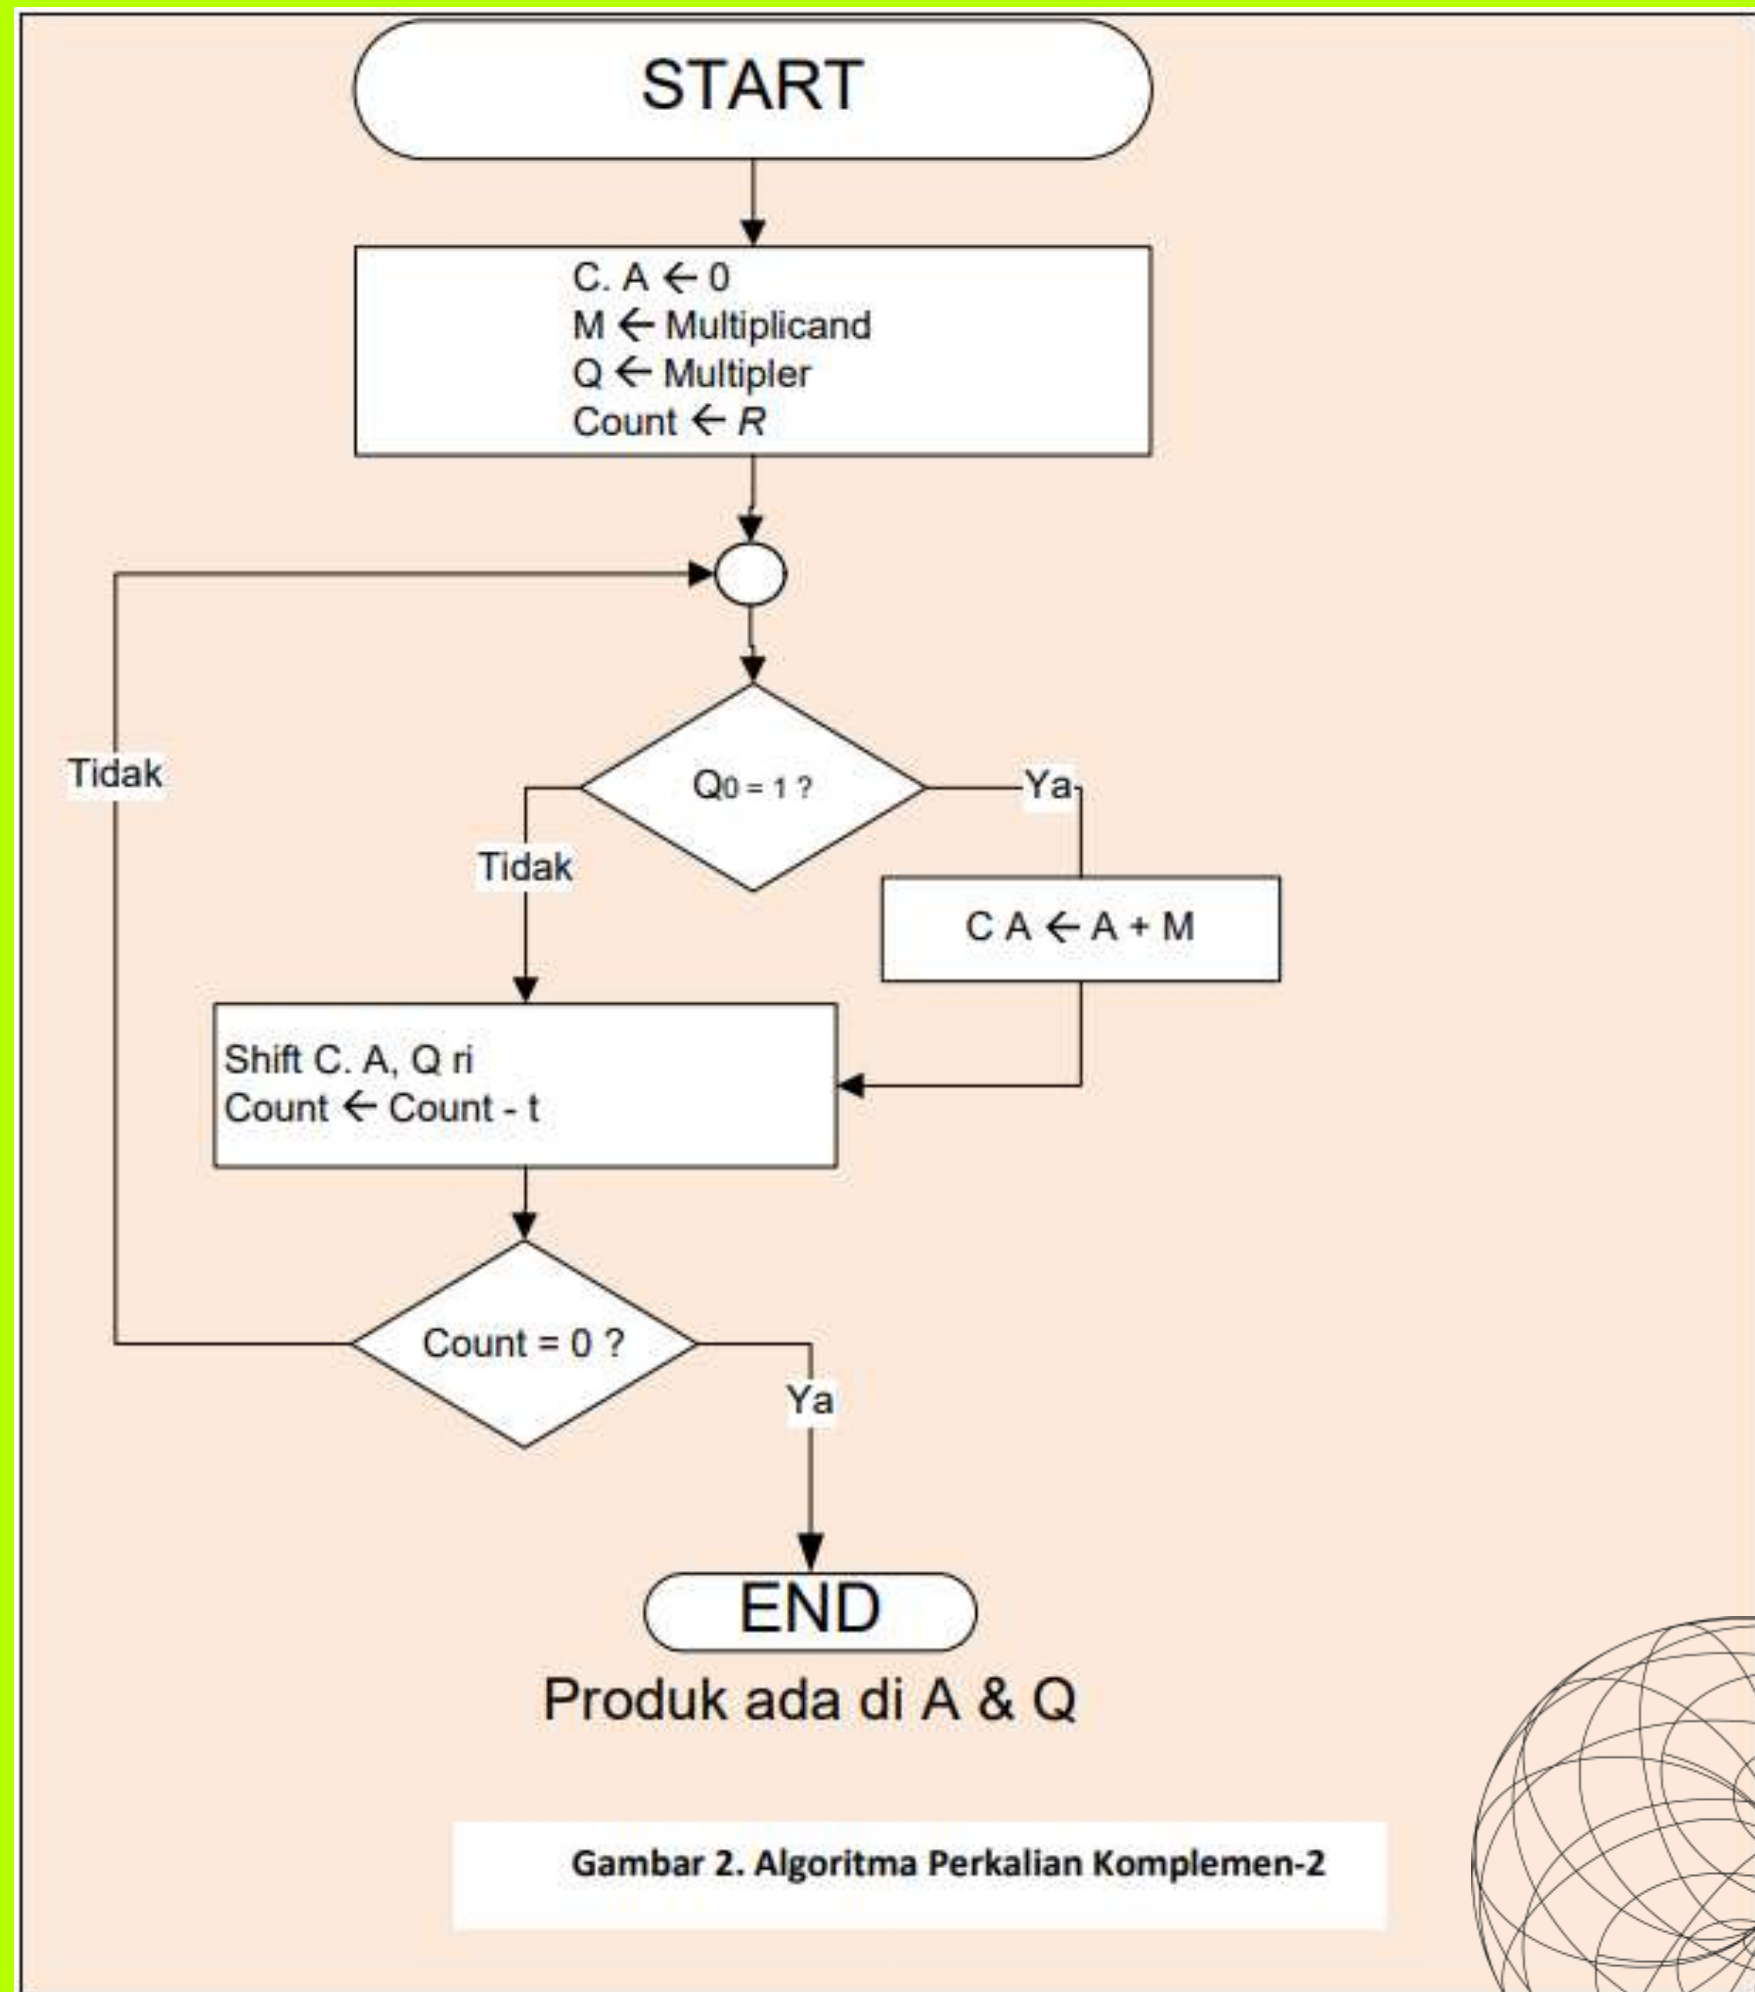 START
C. A ← 0
M ← Multiplicand
Q ← Multipler
Count ← R
Tidak
Q0 = 1 ?
Ya
Tidak
C A ← A + M
Shift C. A, Q ri
Count ← Count - t
Count = 0 ?
Ya
END
Produk ada di A & Q
Gambar 2. Algoritma Perkalian Komplemen-2